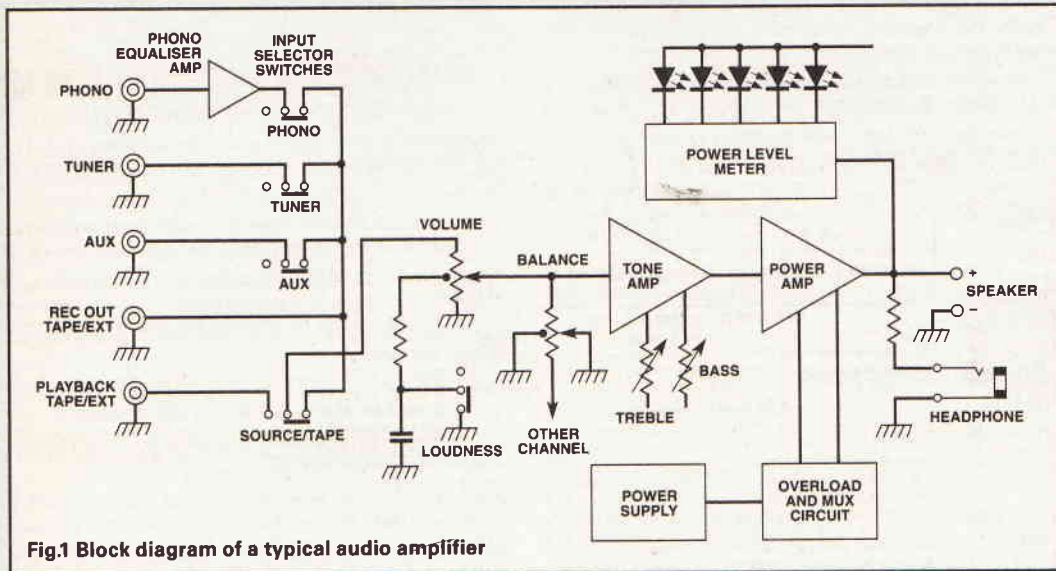 PHONO
EQUALISER
AMP
INPUT
SELECTOR
SWITCHES
PHONO
PHONO
TUNER
TUNER
AUX
AUX
REC OUT
TAPE/EXT
PLAYBACK
TAPE/EXT
SOURCE/TAPE
VOLUME
LOUDNESS
BALANCE
OTHER
CHANNEL
TONE
AMP
TREBLE
BASS
POWER
AMP
POWER LEVEL
METER
+
SPEAKER
−
HEADPHONE
POWER
SUPPLY
OVERLOAD
AND MUX
CIRCUIT
Fig.1 Block diagram of a typical audio amplifier